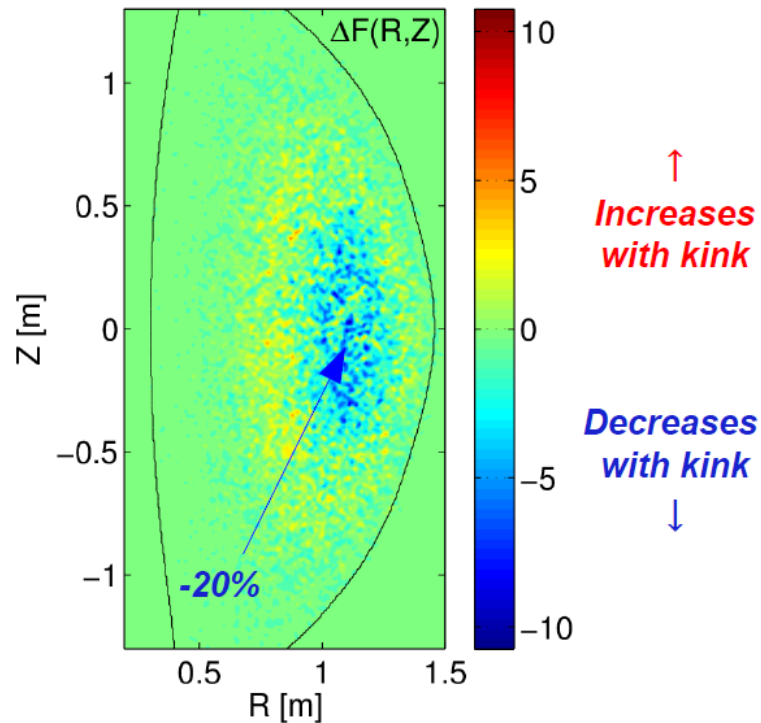 ΔF(R,Z)
1
0.5
0
−0.5
−1
Z [m]
0.5
1
1.5
R [m]
-20%
10
5
0
−5
−10
↑
Increases
with kink
Decreases
with kink
↓